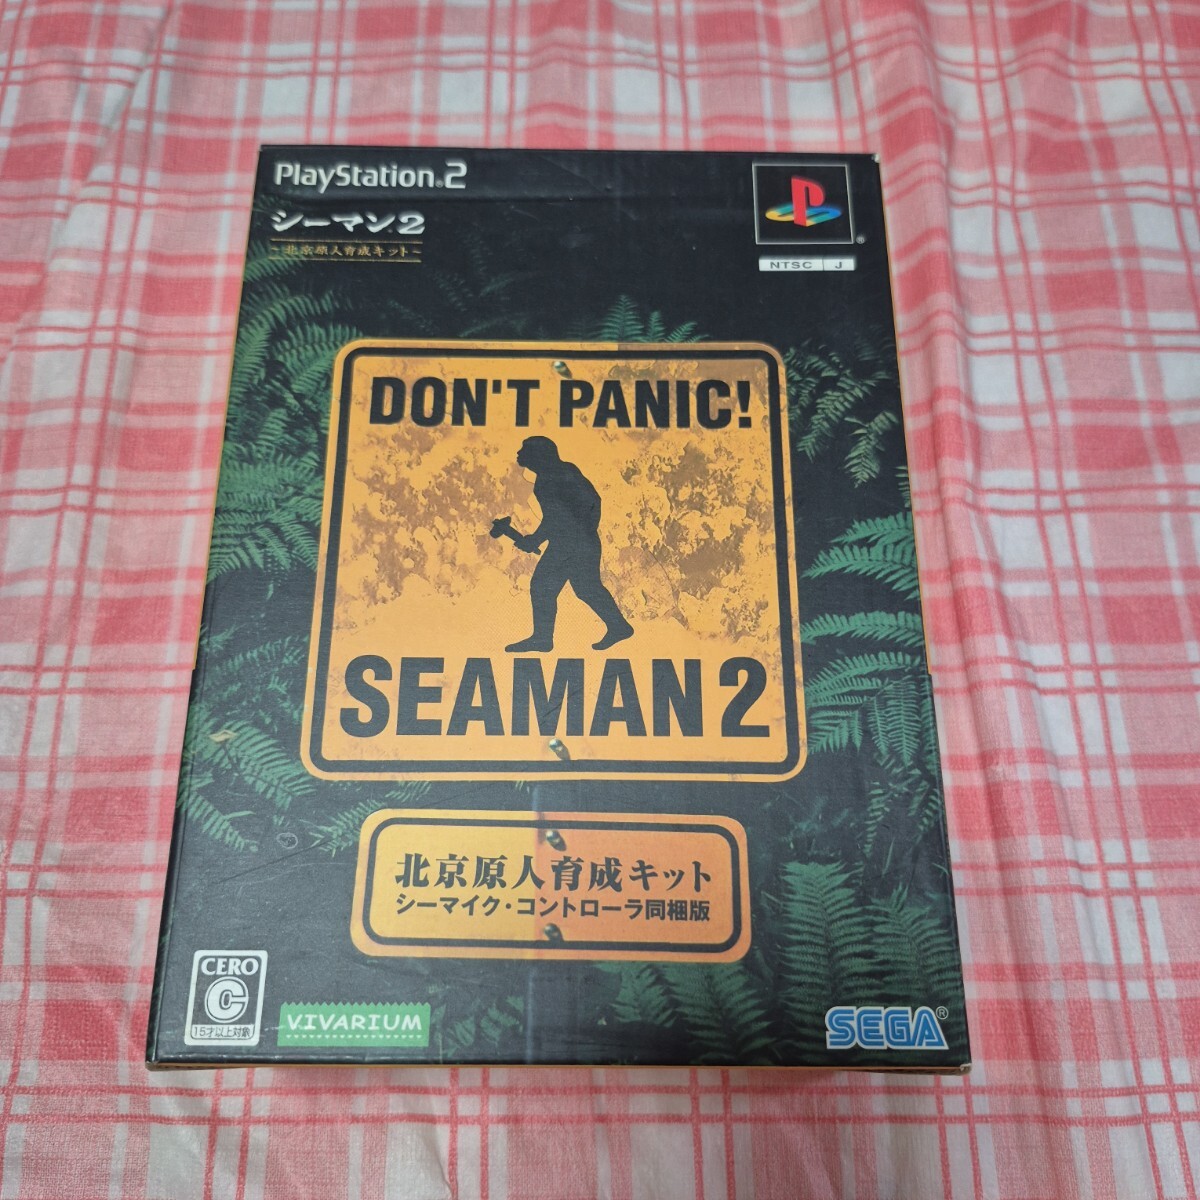 PlayStation®2
シーマン2
~北京原人育成キット~
®
NTSC J
DON'T PANIC!
SEAMAN 2
北京原人育成キット
シーマイク・コントローラ同梱版
CERO
C
15才以上対象
VIVARIUM
SEGA®